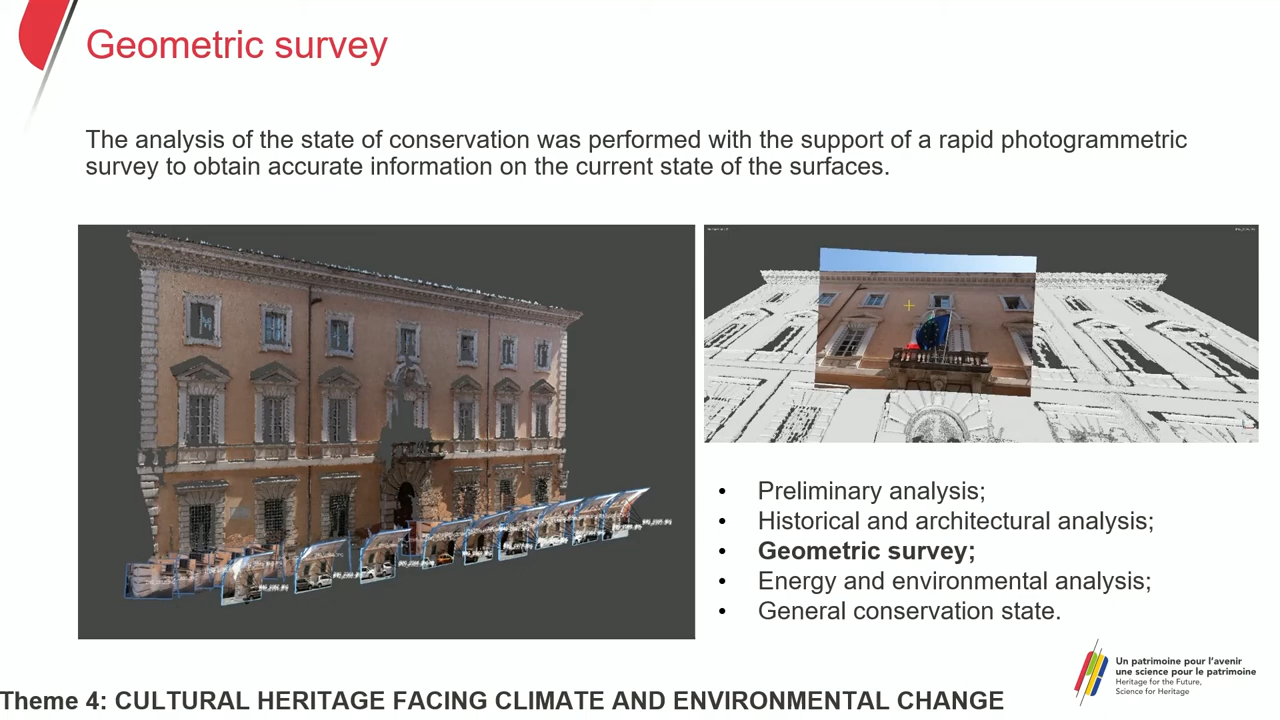 Geometric survey
The analysis of the state of conservation was performed with the support of a rapid photogrammetric
survey to obtain accurate information on the current state of the surfaces.
• Preliminary analysis;
• Historical and architectural analysis;
• Geometric survey;
• Energy and environmental analysis;
• General conservation state.
Un patrimoine pour l'avenir
une science pour le patrimoine
Heritage for the Future,
Science for Heritage
Theme 4: CULTURAL HERITAGE FACING CLIMATE AND ENVIRONMENTAL CHANGE